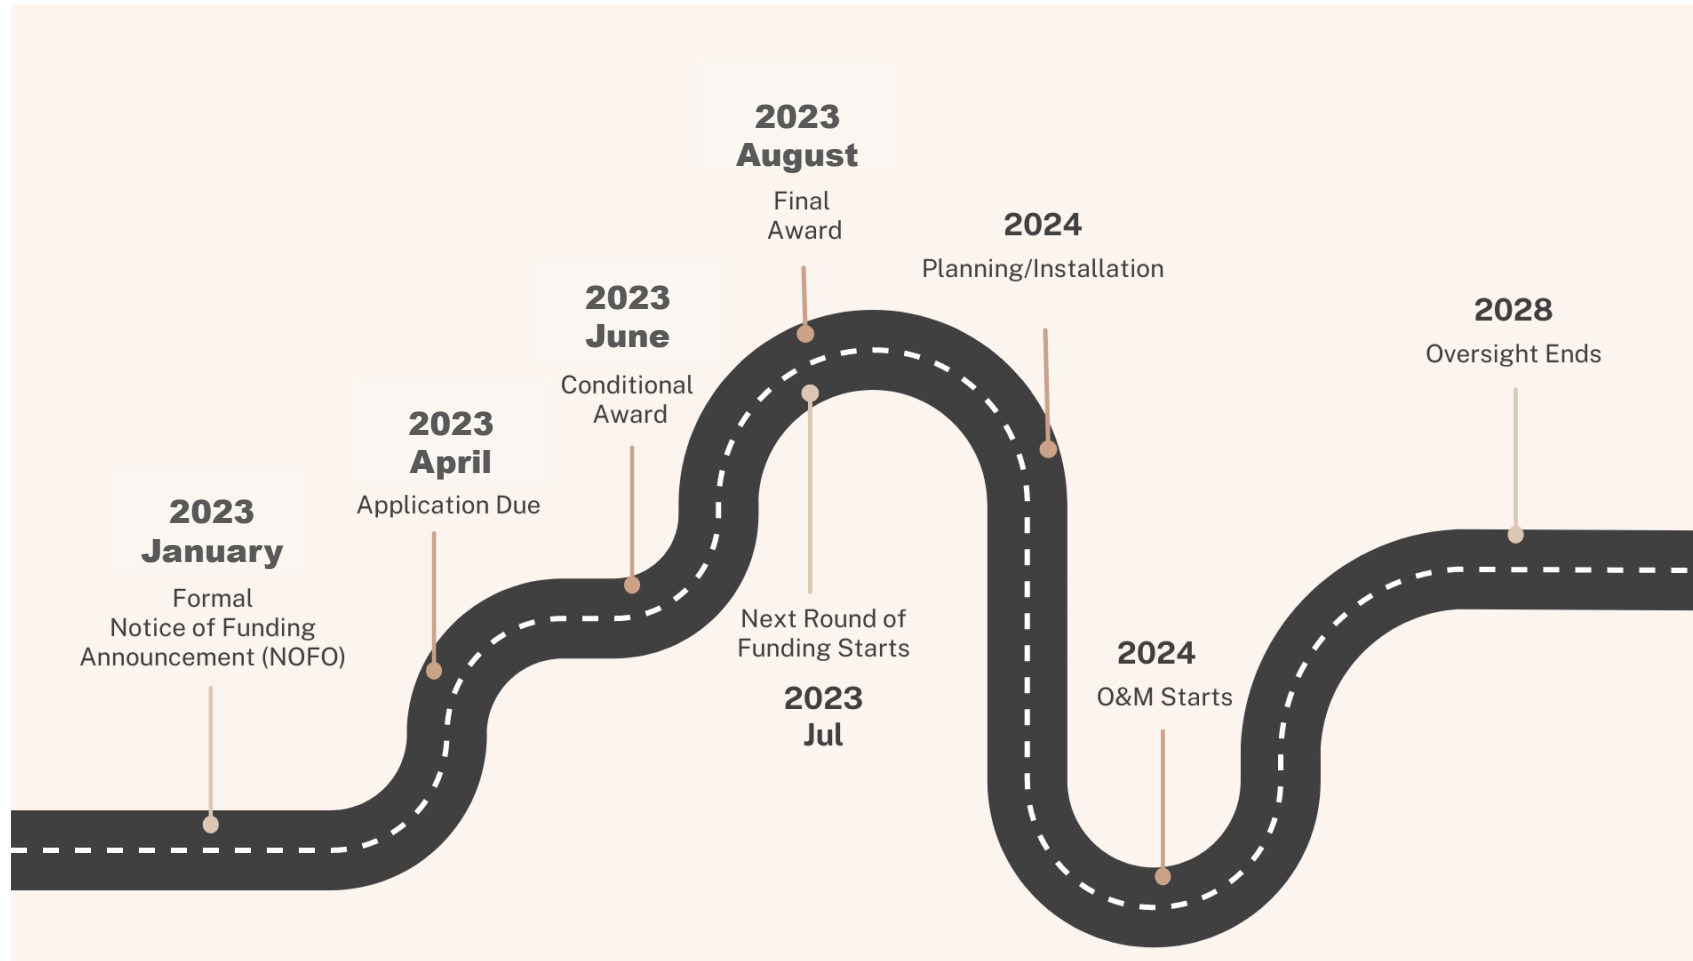 2023
January
Formal
Notice of Funding
Announcement (NOFO)
2023
April
Application Due
2023
June
Conditional
Award
2023
August
Final
Award
Next Round of
Funding Starts
2023
Jul
2024
Planning/Installation
2024
O&M Starts
2028
Oversight Ends